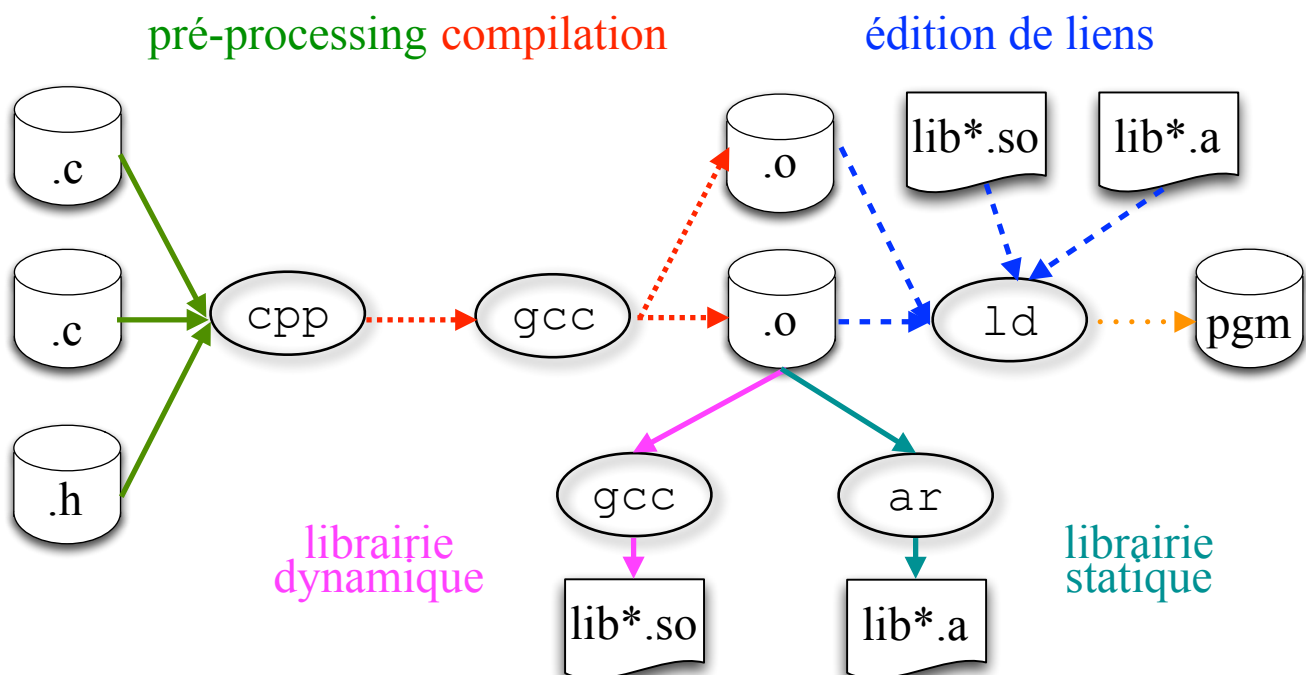 pré-processing compilation
édition de liens
.c
.o
lib*.so
lib*.a
.c
cpp
gcc
.o
ld
pgm
.h
gcc
ar
librairie
dynamique
librairie
statique
lib*.so
lib*.a